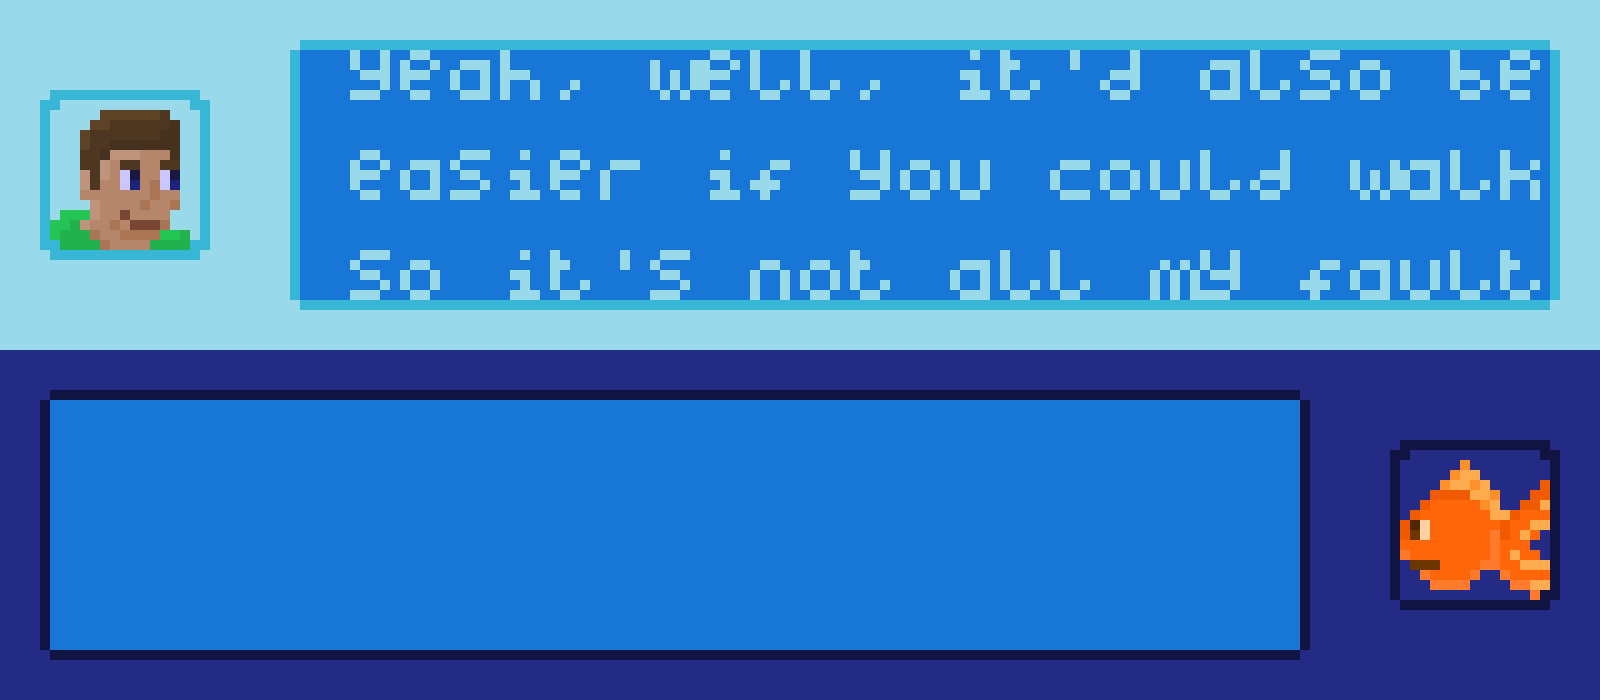 Yeah, well, it'd also be
easier if you could walk
So it's not all my fault